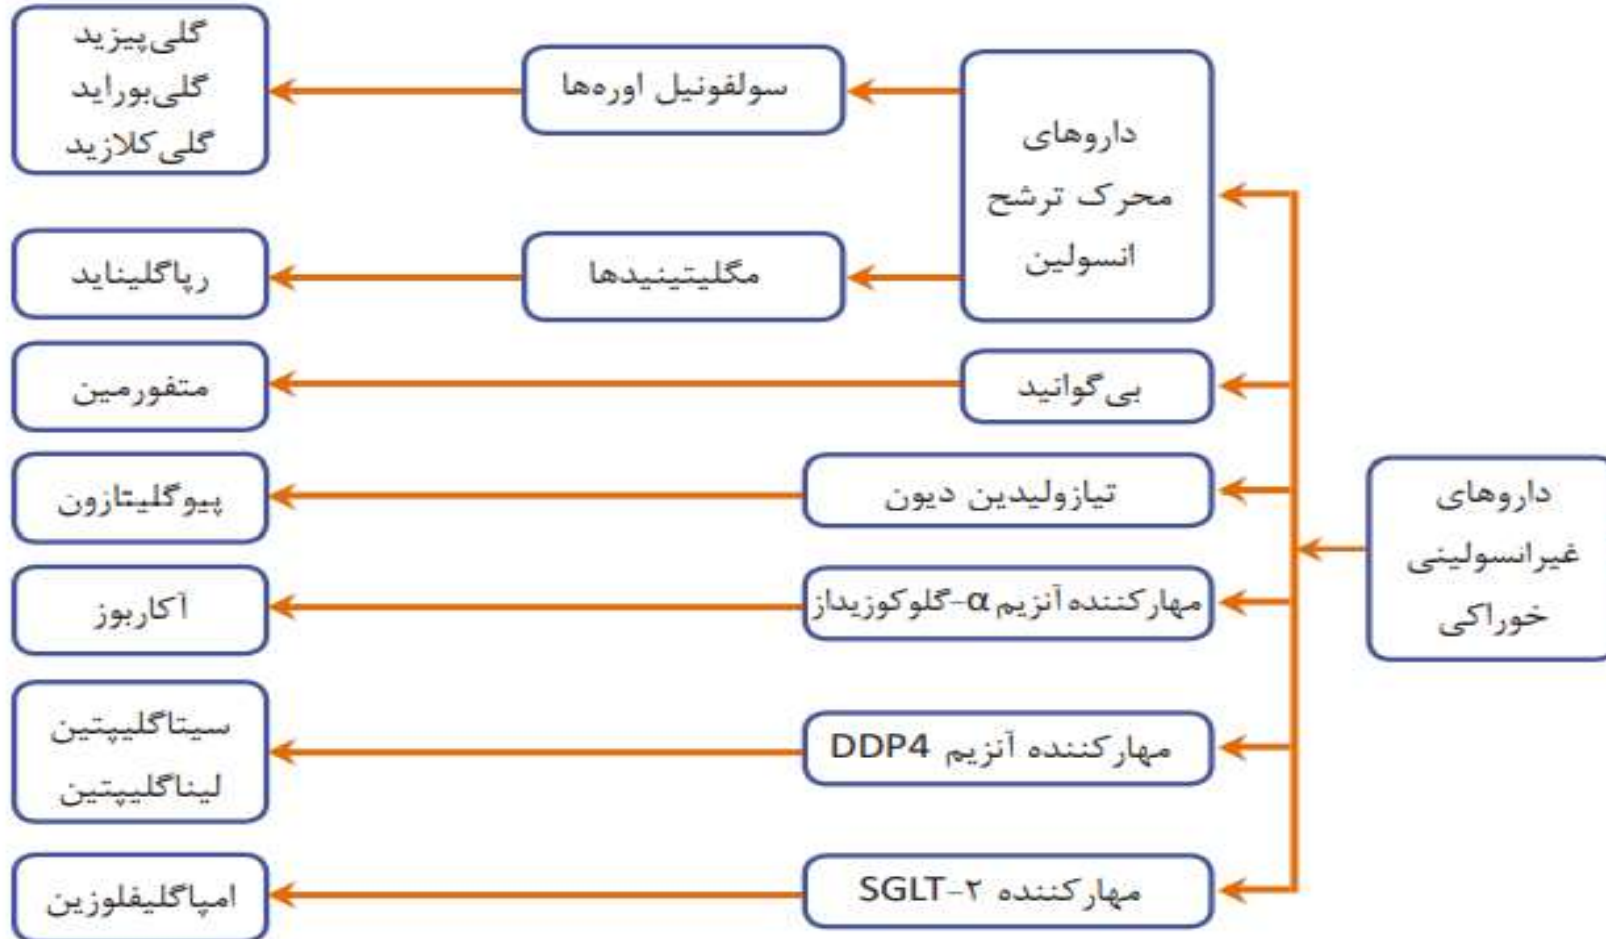 داروهای
غیرانسولینی
خوراکی
داروهای
محرک ترشح
انسولین
سولفونیل اوره‌ها
گلی‌پیزید
گلی‌بوراید
گلی‌کلازید
مگلیتینیدها
رپاگلیناید
بی‌گوانید
متفورمین
تیازولیدین دیون
پیوگلیتازون
مهارکننده آنزیم α-گلوکوزیداز
آکاربوز
مهارکننده آنزیم DDP4
سیتاگلیپتین
لیناگلیپتین
مهارکننده SGLT-۲
امپاگلیفلوزین